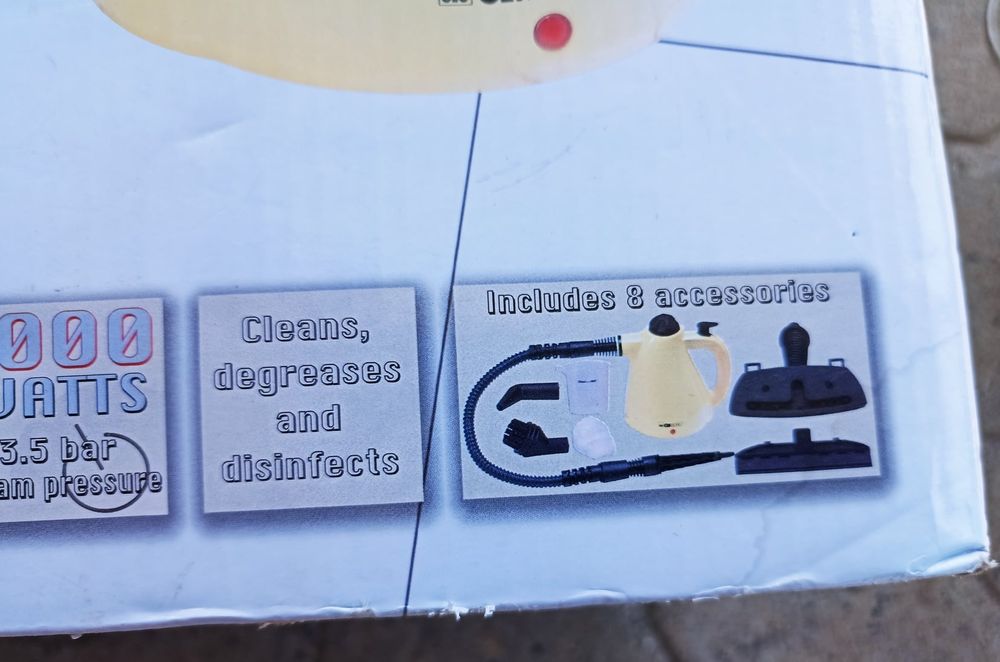 000
WATTS
3.5 bar
am pressure
Cleans,
degreases
and
disinfects
Includes 8 accessories